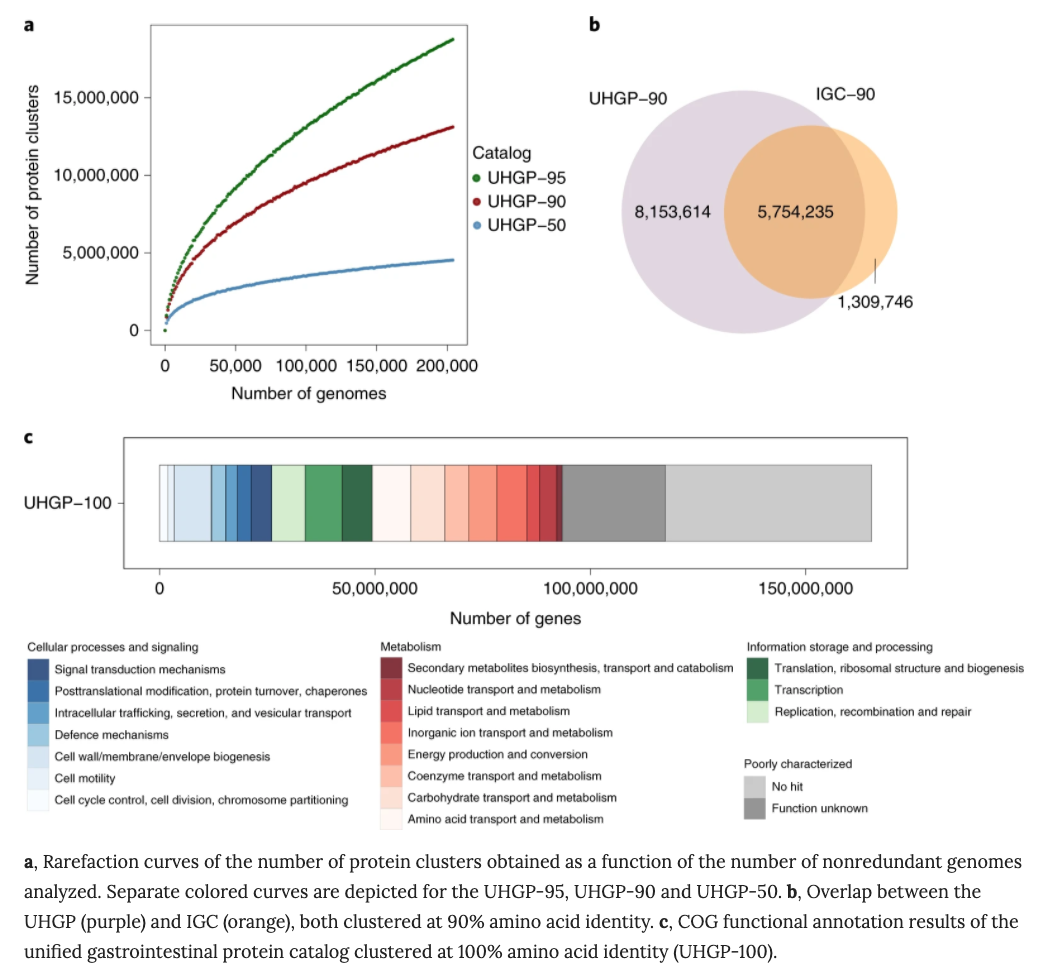 a
Number of protein clusters
15,000,000
10,000,000
5,000,000
0
0 50,000 100,000 150,000 200,000
Number of genomes
Catalog
UHGP–95
UHGP–90
UHGP–50
b
UHGP–90
IGC–90
8,153,614
5,754,235
1,309,746
c
UHGP–100
0 50,000,000 100,000,000 150,000,000
Number of genes
Cellular processes and signaling
Signal transduction mechanisms
Posttranslational modification, protein turnover, chaperones
Intracellular trafficking, secretion, and vesicular transport
Defence mechanisms
Cell wall/membrane/envelope biogenesis
Cell motility
Cell cycle control, cell division, chromosome partitioning
Metabolism
Secondary metabolites biosynthesis, transport and catabolism
Nucleotide transport and metabolism
Lipid transport and metabolism
Inorganic ion transport and metabolism
Energy production and conversion
Coenzyme transport and metabolism
Carbohydrate transport and metabolism
Amino acid transport and metabolism
Information storage and processing
Translation, ribosomal structure and biogenesis
Transcription
Replication, recombination and repair
Poorly characterized
No hit
Function unknown
a, Rarefaction curves of the number of protein clusters obtained as a function of the number of nonredundant genomes
analyzed. Separate colored curves are depicted for the UHGP-95, UHGP-90 and UHGP-50. b, Overlap between the
UHGP (purple) and IGC (orange), both clustered at 90% amino acid identity. c, COG functional annotation results of the
unified gastrointestinal protein catalog clustered at 100% amino acid identity (UHGP-100).